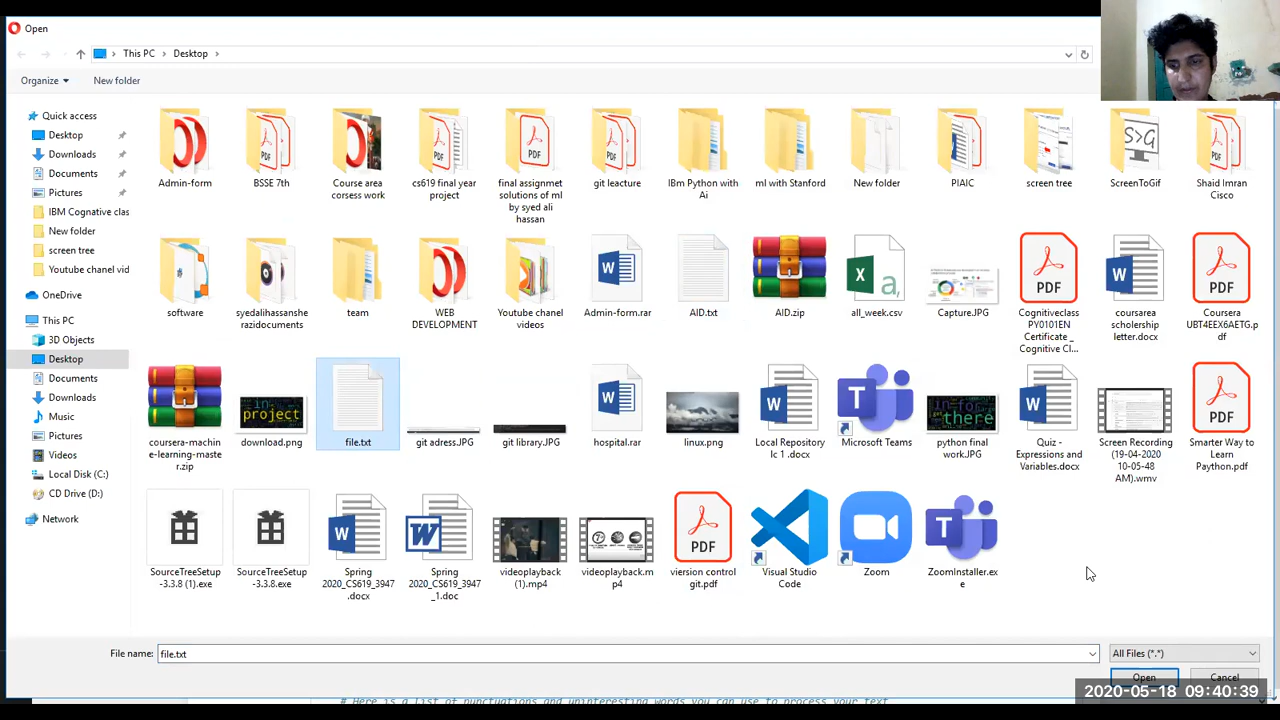 Open
This PC
Desktop
Organize
New folder
Quick access
Desktop
Downloads
Documents
Pictures
IBM Cognative clas
New folder
screen tree
Youtube chanel vid
OneDrive
This PC
3D Objects
Desktop
Documents
Downloads
Music
Pictures
Videos
Local Disk (C:)
CD Drive (D:)
Network
Admin-form
BSSE 7th
Course area
corsess work
cs619 final year
project
final assignmet
solutions of ml
by syed ali
hassan
git leacture
IBm Python with
Ai
ml with Stanford
New folder
PIAIC
screen tree
ScreenToGif
Shaid Imran
Cisco
software
syedalihassanshe
razidocuments
team
WEB
DEVELOPMENT
Youtube chanel
videos
Admin-form.rar
AID.txt
AID.zip
all_week.csv
Capture.JPG
Cognitiveclass
PY0101EN
Certificate _
Cognitive Cl...
coursarea
scholership
letter.docx
Coursera
UBT4EEX6AETG.p
df
coursera-machin
e-learning-maste
r.zip
download.png
file.txt
git adress.JPG
git library.JPG
hospital.rar
linux.png
Local Repository
lc 1 .docx
Microsoft Teams
python final
work.JPG
Quiz -
Expressions and
Variables.docx
Screen Recording
(19-04-2020
10-05-48
AM).wmv
Smarter Way to
Learn
Paython.pdf
SourceTreeSetup
-3.3.8 (1).exe
SourceTreeSetup
-3.3.8.exe
Spring
2020_CS619_3947
.docx
Spring
2020_CS619_3947
_1.doc
videoplayback
(1).mp4
videoplayback.m
p4
viersion control
git.pdf
Visual Studio
Code
Zoom
ZoomInstaller.ex
e
File name:
file.txt
All Files (*.*)
Open
Cancel
2020-05-18 09:40:39
# Here is a list of punctuations and uninteresting words you can use to process your text